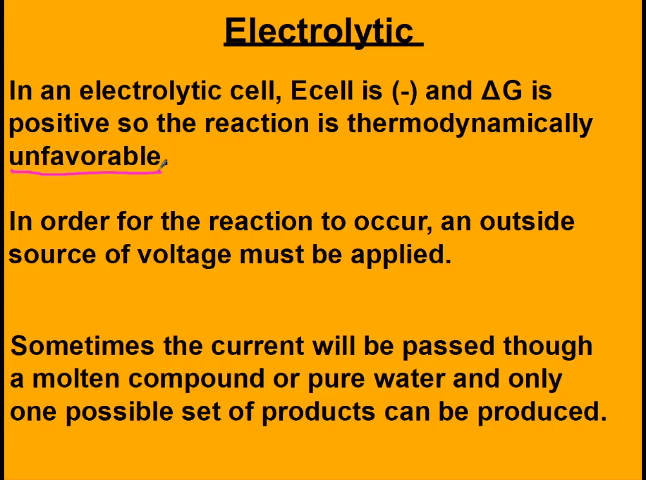 Electrolytic
In an electrolytic cell, Ecell is (-) and ΔG is
positive so the reaction is thermodynamically
unfavorable.
In order for the reaction to occur, an outside
source of voltage must be applied.
Sometimes the current will be passed though
a molten compound or pure water and only
one possible set of products can be produced.